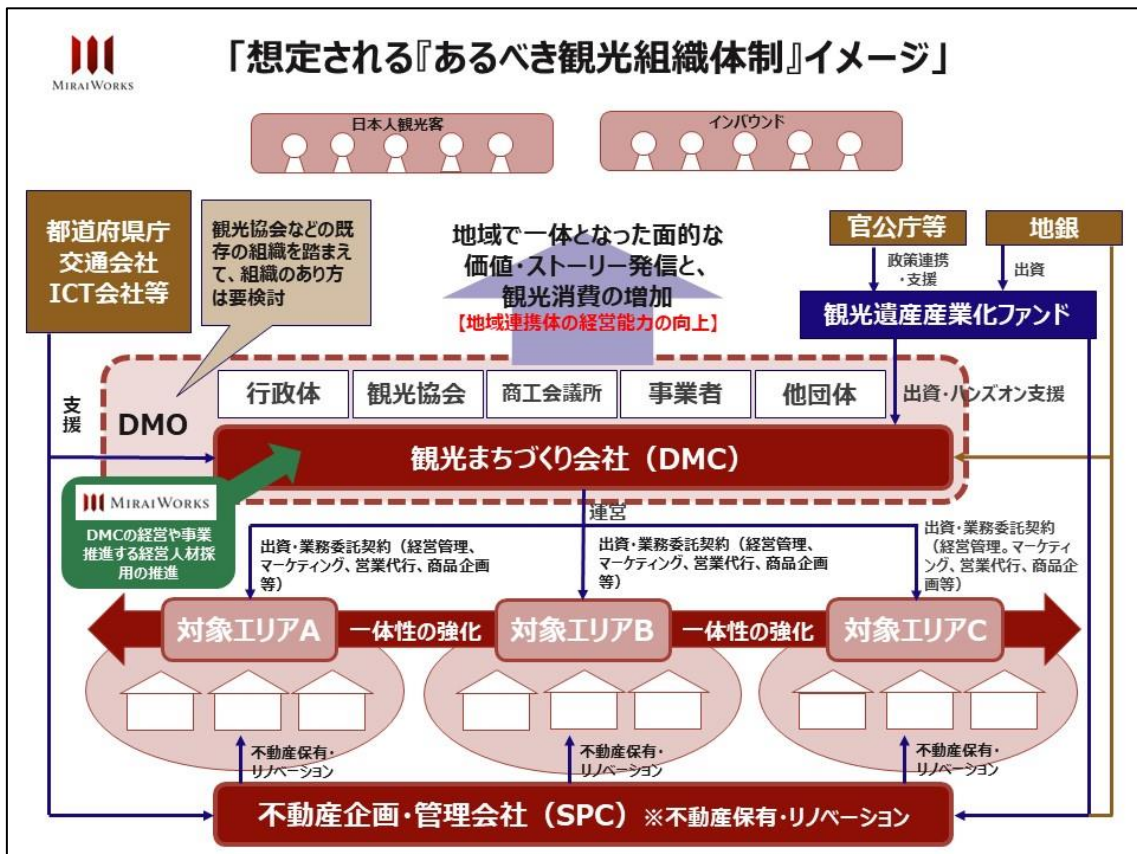 MIRAIWORKS
「想定される『あるべき観光組織体制』イメージ」
日本人観光客
インバウンド
都道府県庁
交通会社
ICT会社等
観光協会などの既
存の組織を踏まえ
て、組織のあり方
は要検討
地域で一体となった面的な
価値・ストーリー発信と、
観光消費の増加
【地域連携体の経営能力の向上】
官公庁等
地銀
政策連携
・支援
出資
観光遺産産業化ファンド
支
援
DMO
行政体
観光協会
商工会議所
事業者
他団体
出資・ハンズオン支援
観光まちづくり会社（DMC）
MIRAIWORKS
DMCの経営や事業
推進する経営人材採
用の推進
運営
出資・業務委託契約（経営管理、
マーケティング、営業代行、商品企画
等）
出資・業務委託契約（経営管理、
マーケティング、営業代行、商品企画
等）
出資・業務委託契約
（経営管理。マーケティ
ング、営業代行、商品企
画等）
対象エリアA
一体性の強化
対象エリアB
一体性の強化
対象エリアC
不動産保有・
リノベーション
不動産保有・
リノベーション
不動産保有・
リノベーション
不動産企画・管理会社（SPC）※不動産保有・リノベーション